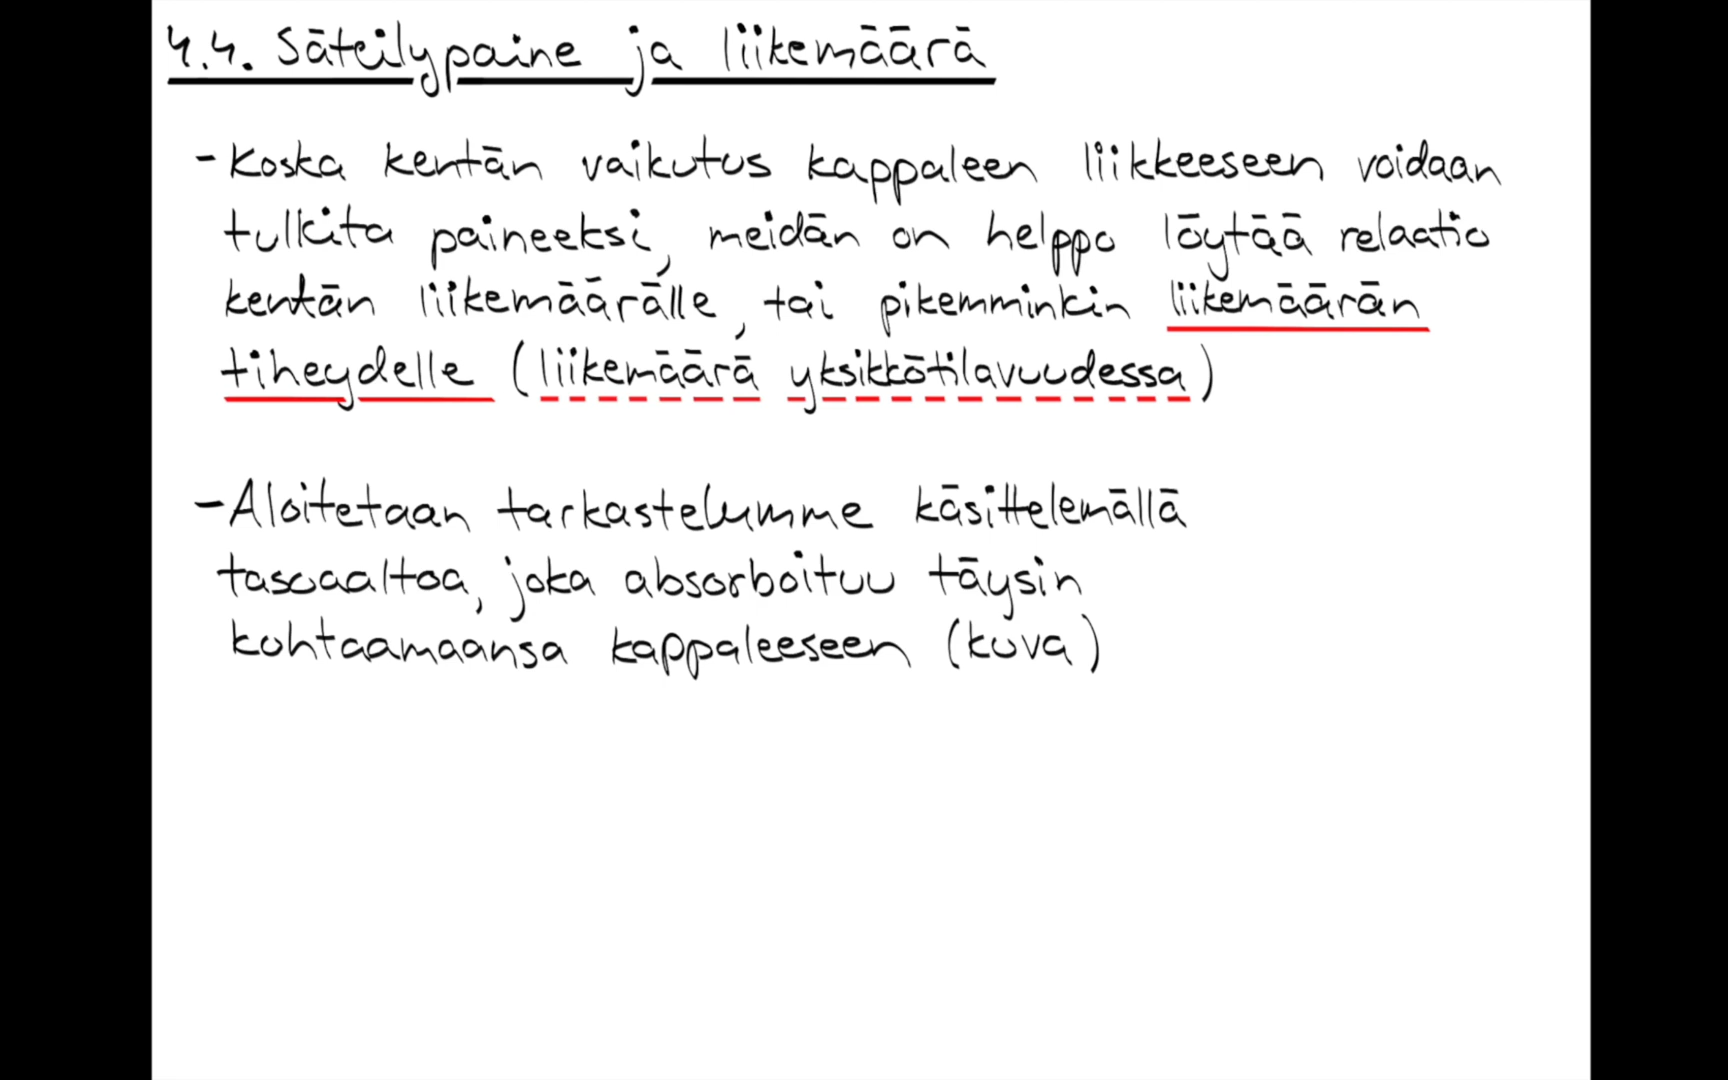 4.4. Säteilypaine ja liikemäärä
- Koska kentän vaikutus kappaleen liikkeeseen voidaan
tulkita paineeksi, meidän on helppo löytää relaatio
kentän liikemäärälle, tai pikemminkin liikemäärän
tiheydelle (liikemäärä yksikkötilavuudessa)
- Aloitetaan tarkastelumme käsittelemällä
tasoaaltoa, joka absorboituu täysin
kohtaamaansa kappaleeseen (kuva)